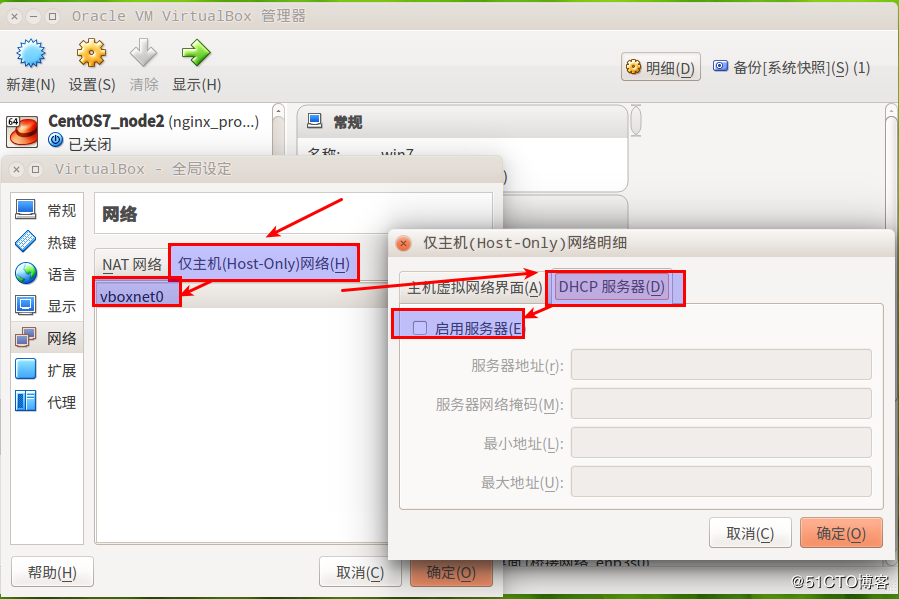 Oracle VM VirtualBox 管理器
新建(N) 设置(S) 清除 显示(H)
明细(D) 备份[系统快照](S) (1)
64
CentOS7_node2 (nginx_pro...)
已关闭
常规
名称: win7
VirtualBox - 全局设定
常规
热键
语言
显示
网络
扩展
代理
网络
NAT 网络 仅主机(Host-Only)网络(H)
vboxnet0
帮助(H) 取消(C) 确定(O)
仅主机(Host-Only)网络明细
主机虚拟网络界面(A) DHCP 服务器(D)
启用服务器(E
服务器地址(r):
服务器网络掩码(M):
最小地址(L):
最大地址(U):
取消(C) 确定(O)
@51CTO博客